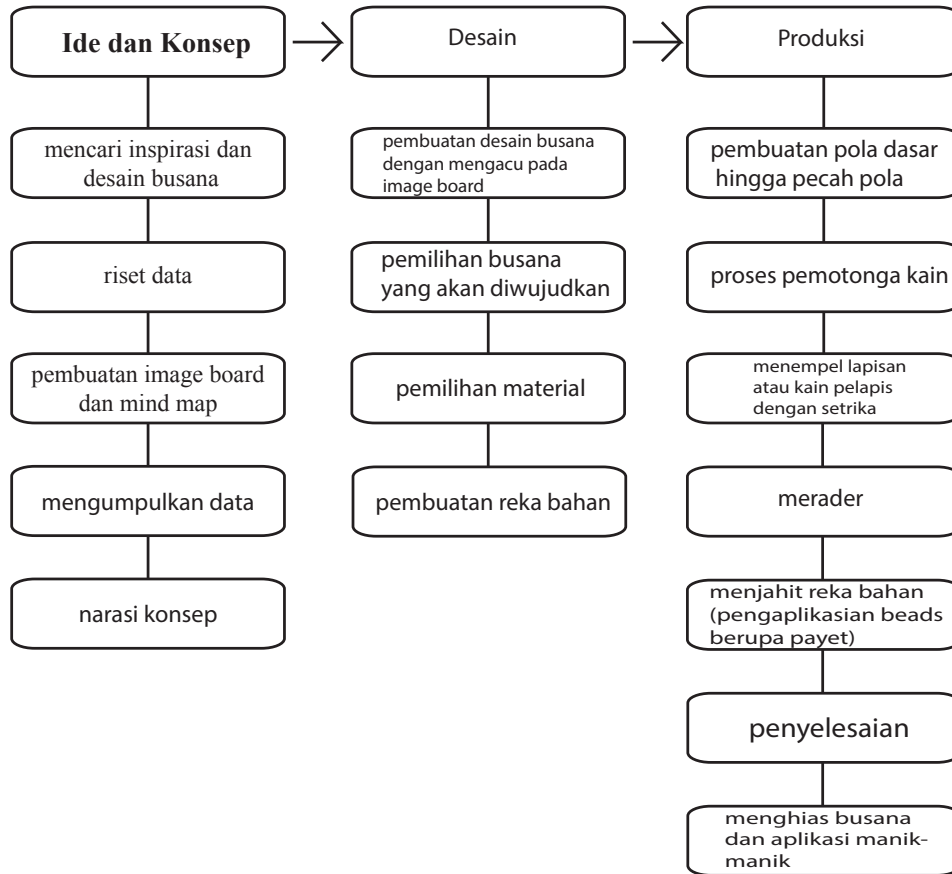 Ide dan Konsep
mencari inspirasi dan
desain busana
riset data
pembuatan image board
dan mind map
mengumpulkan data
narasi konsep
Desain
pembuatan desain busana
dengan mengacu pada
image board
pemilihan busana
yang akan diwujudkan
pemilihan material
pembuatan reka bahan
Produksi
pembuatan pola dasar
hingga pecah pola
proses pemotonga kain
menempel lapisan
atau kain pelapis
dengan setrika
merader
menjahit reka bahan
(pengaplikasian beads
berupa payet)
penyelesaian
menghias busana
dan aplikasi manik-
manik